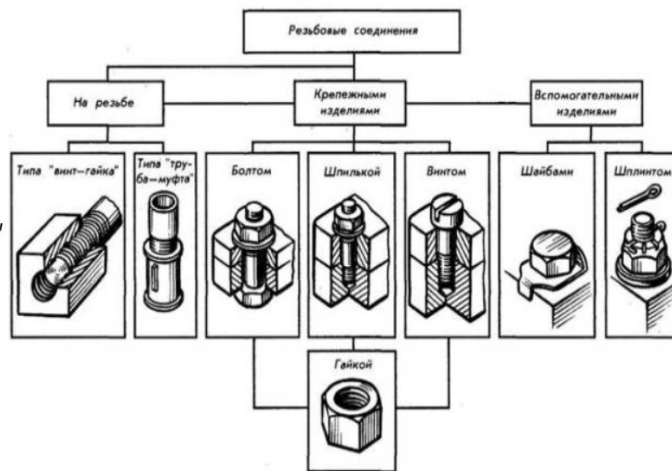 Резьбовые соединения
На резьбе
Крепежными
изделиями
Вспомогательными
изделиями
Типа "винт—гайка"
Типа "тру-
ба—муфта"
Болтом
Шпилькой
Винтом
Шайбами
Шплинтом
Гайкой